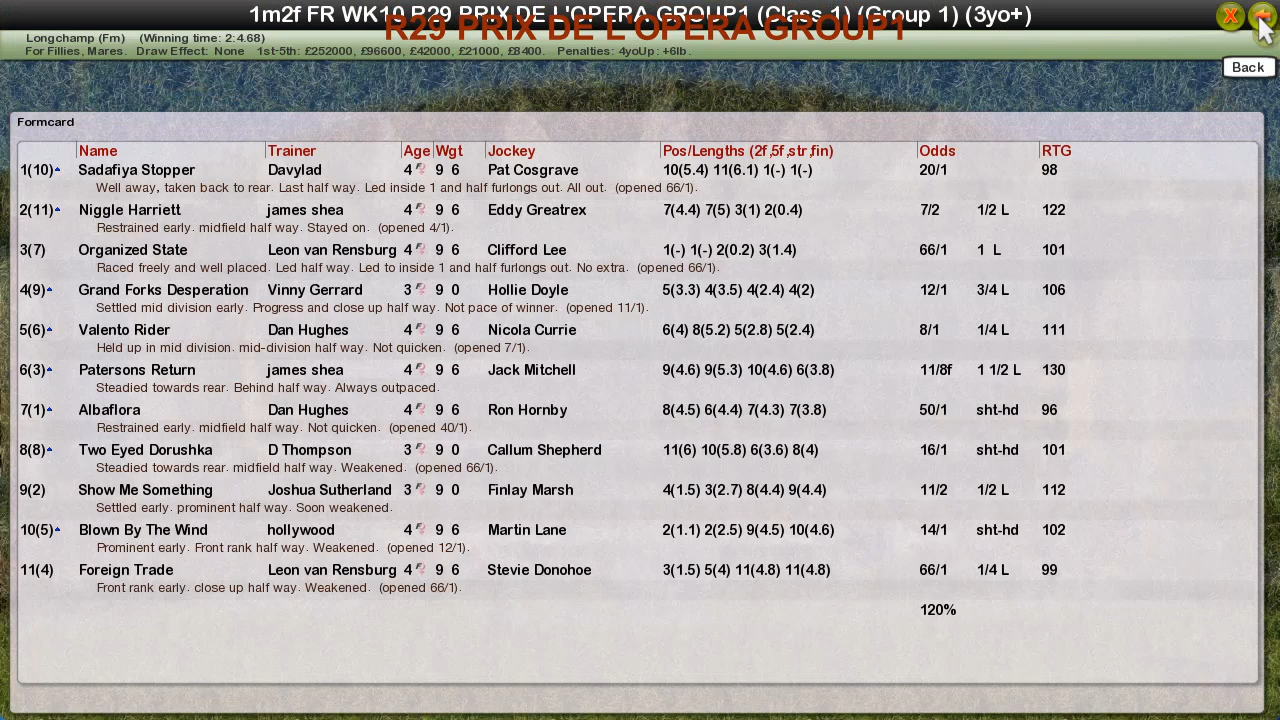 1m2f FR WK10 R29 PRIX DE L'OPERA GROUP1 (Class 1) (Group 1) (3yo+)
R29 PRIX DE L'OPERA GROUP1
Longchamp (Fm) (Winning time: 2:4.68)
For Fillies, Mares. Draw Effect: None 1st-5th: £252000, £96600, £42000, £21000, £8400. Penalties: 4yoUp: +6lb.
X
Back
Formcard
Name Trainer Age Wgt Jockey Pos/Lengths (2f,5f,str,fin) Odds RTG
1(10) Sadafiya Stopper Davylad 4 9 6 Pat Cosgrave 10(5.4) 11(6.1) 1(-) 1(-) 20/1 98
Well away, taken back to rear. Last half way. Led inside 1 and half furlongs out. All out. (opened 66/1).
2(11) Niggle Harriett james shea 4 9 6 Eddy Greatrex 7(4.4) 7(5) 3(1) 2(0.4) 7/2 1/2 L 122
Restrained early. midfield half way. Stayed on. (opened 4/1).
3(7) Organized State Leon van Rensburg 4 9 6 Clifford Lee 1(-) 1(-) 2(0.2) 3(1.4) 66/1 1 L 101
Raced freely and well placed. Led half way. Led to inside 1 and half furlongs out. No extra. (opened 66/1).
4(9) Grand Forks Desperation Vinny Gerrard 3 9 0 Hollie Doyle 5(3.3) 4(3.5) 4(2.4) 4(2) 12/1 3/4 L 106
Settled mid division early. Progress and close up half way. Not pace of winner. (opened 11/1).
5(6) Valento Rider Dan Hughes 4 9 6 Nicola Currie 6(4) 8(5.2) 5(2.8) 5(2.4) 8/1 1/4 L 111
Held up in mid division. mid-division half way. Not quicken. (opened 7/1).
6(3) Patersons Return james shea 4 9 6 Jack Mitchell 9(4.6) 9(5.3) 10(4.6) 6(3.8) 11/8f 1 1/2 L 130
Steadied towards rear. Behind half way. Always outpaced.
7(1) Albaflora Dan Hughes 4 9 6 Ron Hornby 8(4.5) 6(4.4) 7(4.3) 7(3.8) 50/1 sht-hd 96
Restrained early. midfield half way. Not quicken. (opened 40/1).
8(8) Two Eyed Dorushka D Thompson 3 9 0 Callum Shepherd 11(6) 10(5.8) 6(3.6) 8(4) 16/1 sht-hd 101
Steadied towards rear. midfield half way. Weakened. (opened 66/1).
9(2) Show Me Something Joshua Sutherland 3 9 0 Finlay Marsh 4(1.5) 3(2.7) 8(4.4) 9(4.4) 11/2 1/2 L 112
Settled early. prominent half way. Soon weakened.
10(5) Blown By The Wind hollywood 4 9 6 Martin Lane 2(1.1) 2(2.5) 9(4.5) 10(4.6) 14/1 sht-hd 102
Prominent early. Front rank half way. Weakened. (opened 12/1).
11(4) Foreign Trade Leon van Rensburg 4 9 6 Stevie Donohoe 3(1.5) 5(4) 11(4.8) 11(4.8) 66/1 1/4 L 99
Front rank early. close up half way. Weakened. (opened 66/1).
120%